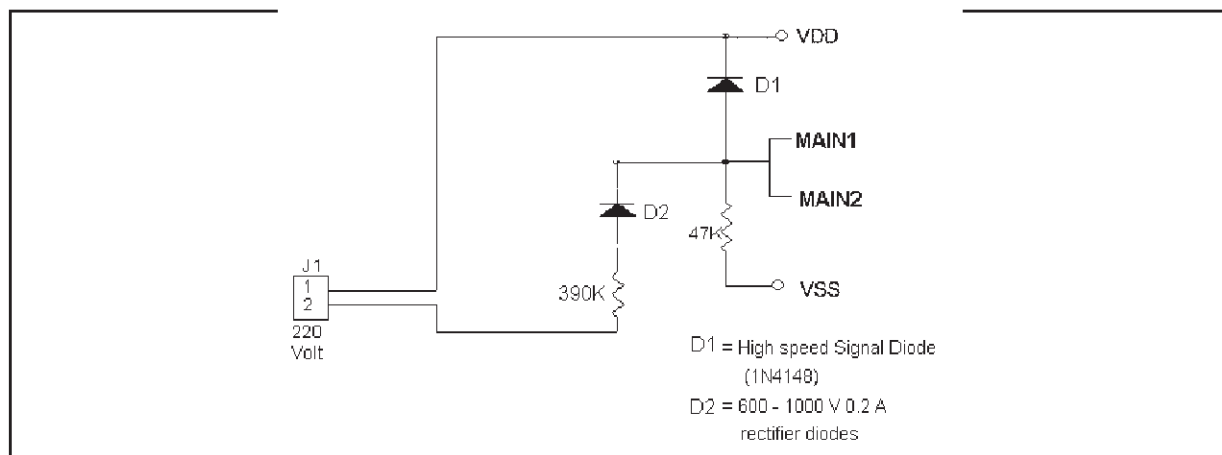 VDD
D1
MAIN1
D2
MAIN2
47K
J1
1
2
390K
VSS
220
Volt
D1 = High speed Signal Diode
(1N4148)
D2 = 600 - 1000 V 0.2 A
rectifier diodes